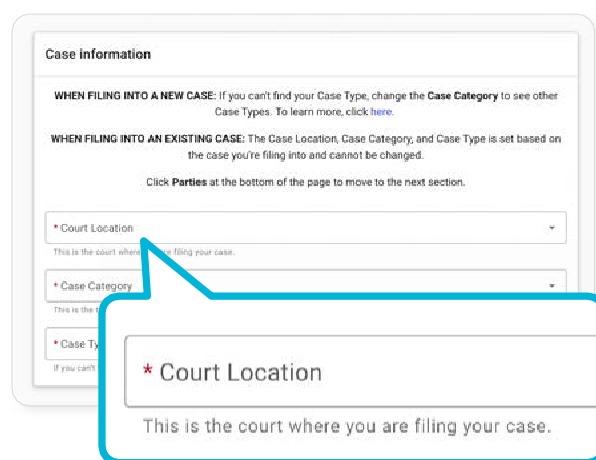 Case information
WHEN FILING INTO A NEW CASE: If you can't find your Case Type, change the Case Category to see other
Case Types. To learn more, click here.
WHEN FILING INTO AN EXISTING CASE: The Case Location, Case Category, and Case Type is set based on
the case you're filing into and cannot be changed.
Click Parties at the bottom of the page to move to the next section.
* Court Location
This is the court where are filing your case.
* Case Category
This is the
* Case Ty
If you can't
* Court Location
This is the court where you are filing your case.